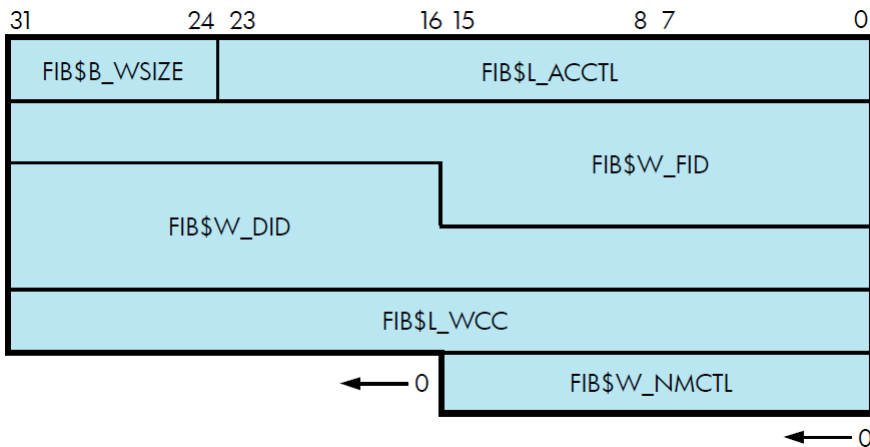 31 24 23 16 15 8 7 0
FIB$B_WSIZE FIB$L_ACCTL
FIB$W_FID
FIB$W_DID
FIB$L_WCC
0 FIB$W_NMCTL
0